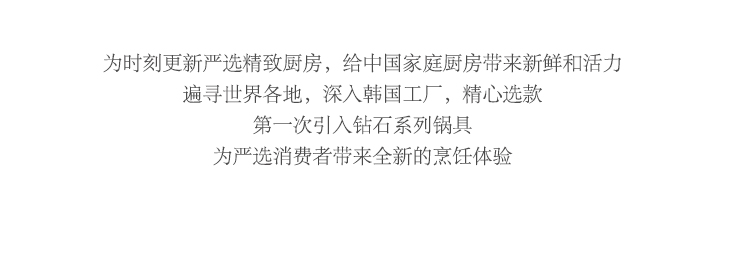 为时刻更新严选精致厨房，给中国家庭厨房带来新鲜和活力
遍寻世界各地，深入韩国工厂，精心选款
第一次引入钻石系列锅具
为严选消费者带来全新的烹饪体验